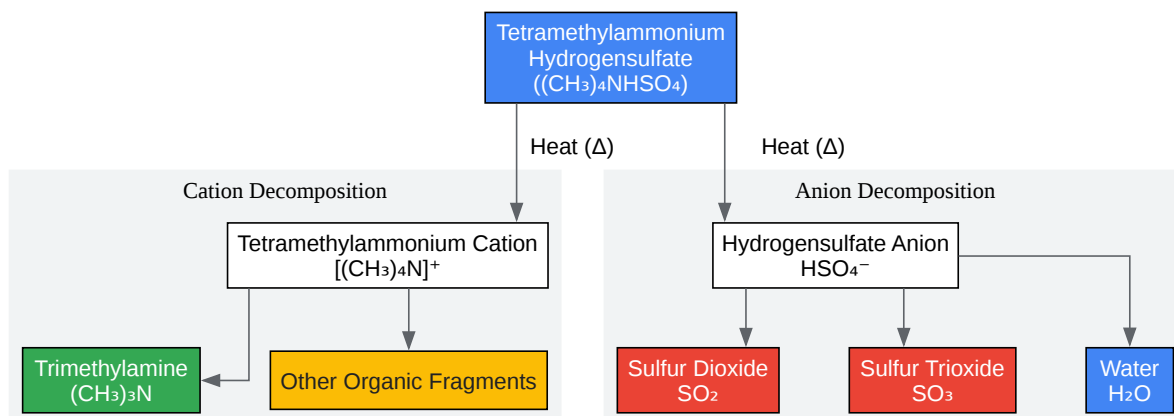 Tetramethylammonium
Hydrogensulfate
((CH₃)₄NHSO₄)
Heat (Δ)
Heat (Δ)
Cation Decomposition
Anion Decomposition
Tetramethylammonium Cation
[(CH₃)₄N]⁺
Hydrogensulfate Anion
HSO₄⁻
Trimethylamine
(CH₃)₃N
Other Organic Fragments
Sulfur Dioxide
SO₂
Sulfur Trioxide
SO₃
Water
H₂O